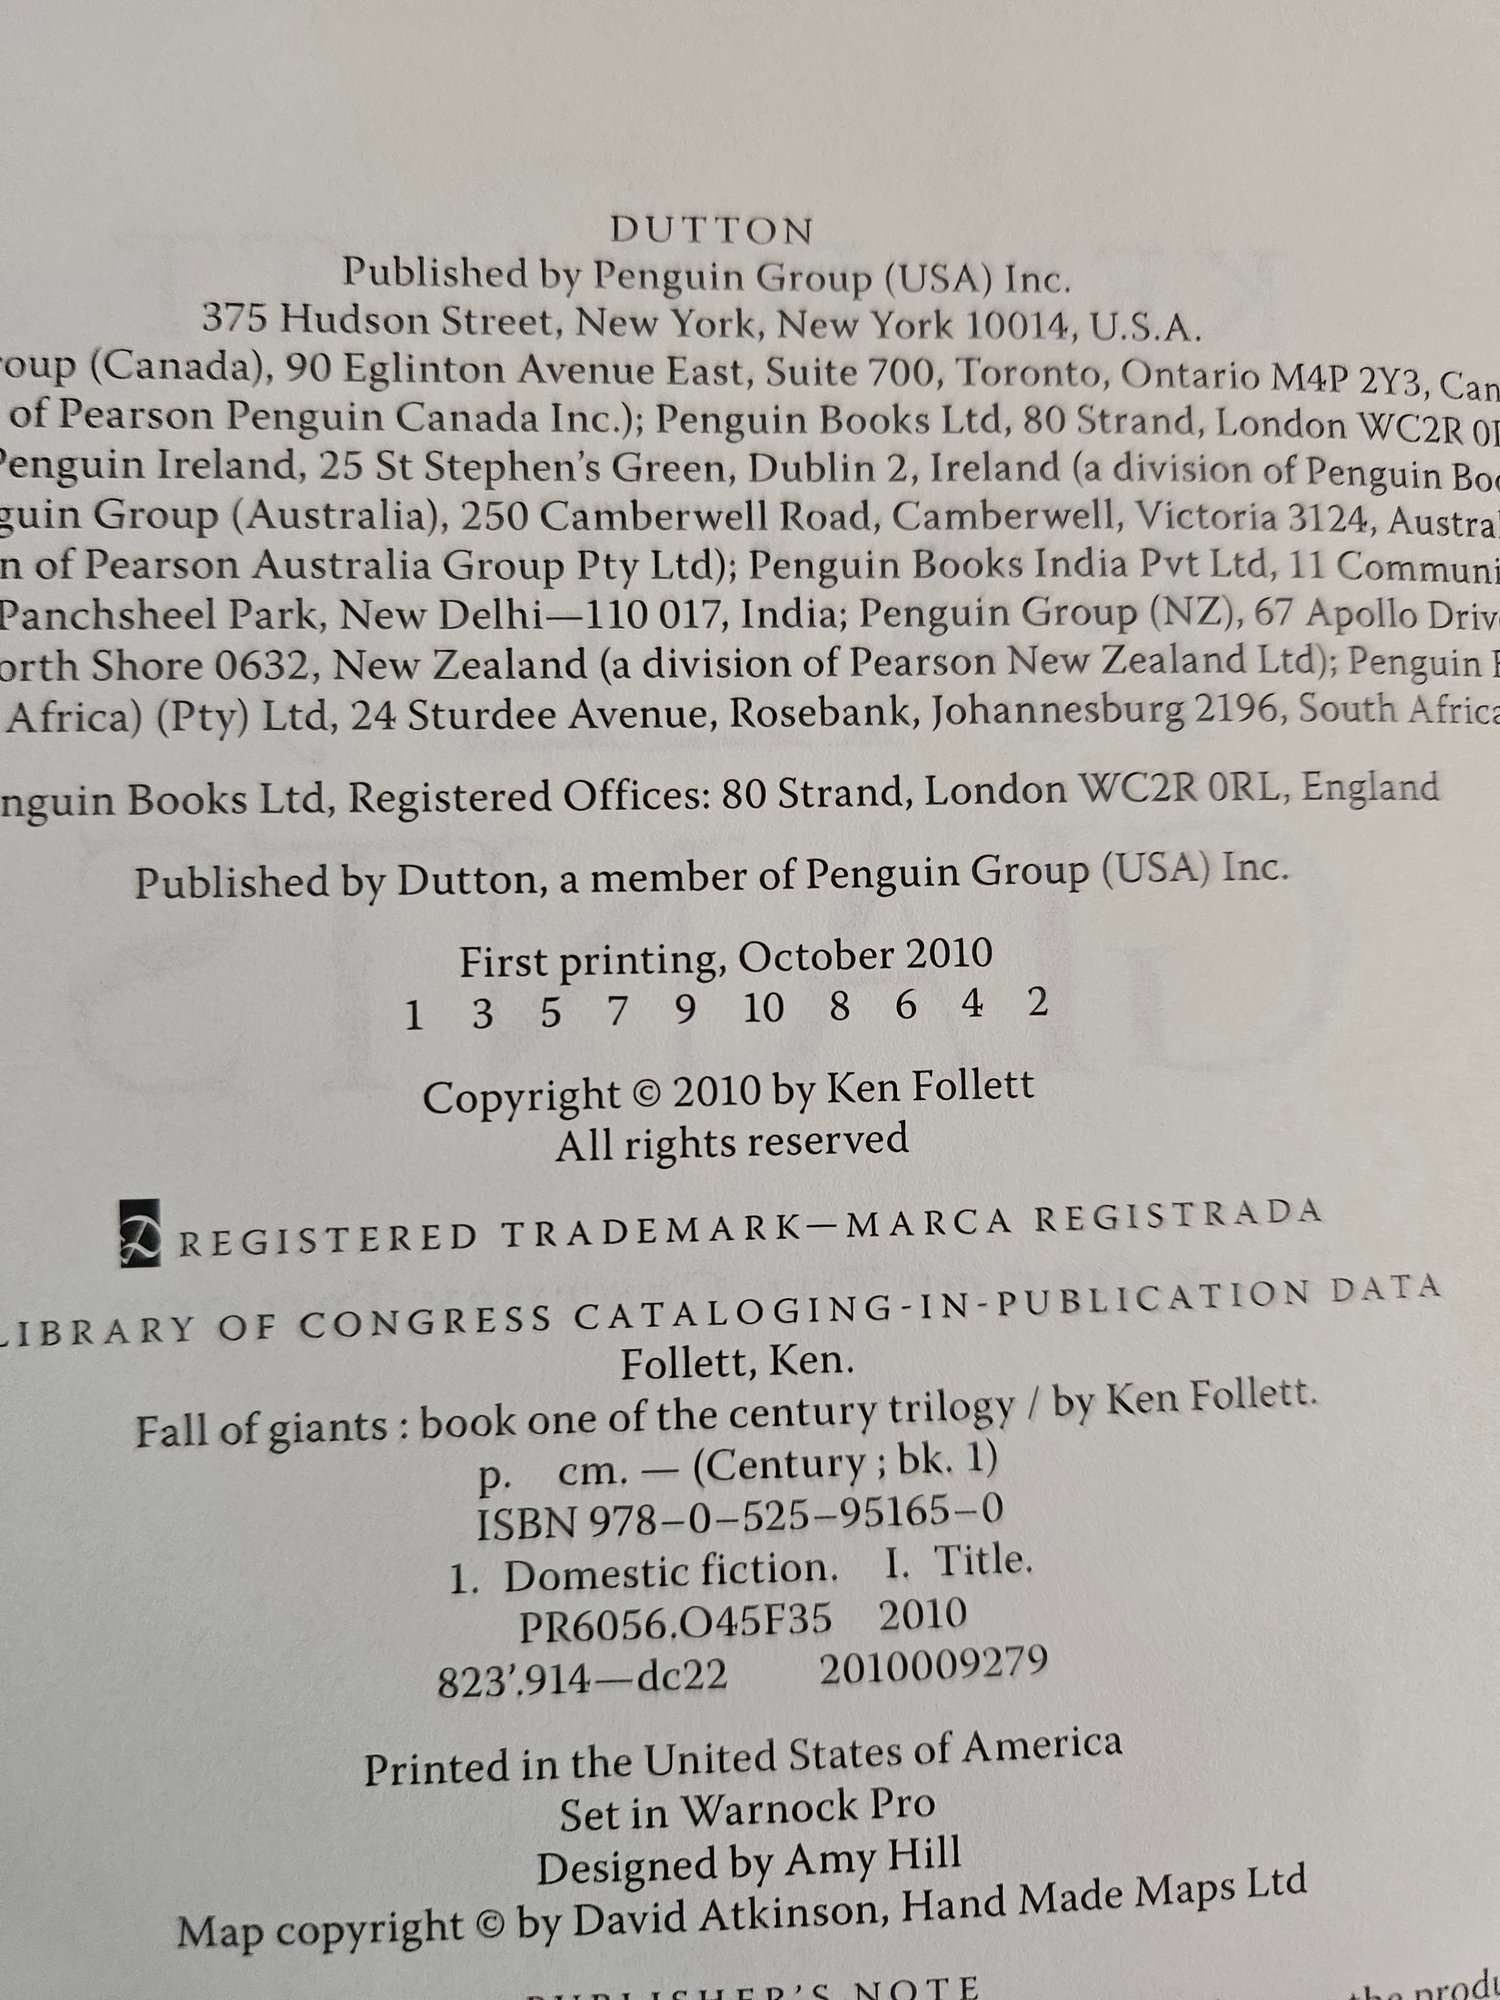 DUTTON
Published by Penguin Group (USA) Inc.
375 Hudson Street, New York, New York 10014, U.S.A.
(Canada), 90 Eglinton Avenue East, Suite 700, Toronto, Ontario M4P 2Y3,
of Pearson Penguin Canada Inc.); Penguin Books Ltd, 80 Strand, London WC2R
Penguin Ireland, 25 St Stephen's Green, Dublin 2, Ireland (a division of Penguin
Group (Australia), 250 Camberwell Road, Camberwell, Victoria 3124,
of Pearson Australia Group Pty Ltd); Penguin Books India Pvt Ltd, 11
Panchsheel Park, New Delhi—110 017, India; Penguin Group (NZ), 67 Apollo
Shore 0632, New Zealand (a division of Pearson New Zealand Ltd); Penguin
Africa) (Pty) Ltd, 24 Sturdee Avenue, Rosebank, Johannesburg 2196, South
Books Ltd, Registered Offices: 80 Strand, London WC2R 0RL, England
Published by Dutton, a member of Penguin Group (USA) Inc.
First printing, October 2010
1 3 5 7 9 10 8 6 4 2
Copyright © 2010 by Ken Follett
All rights reserved
REGISTERED TRADEMARK—MARCA REGISTRADA
LIBRARY OF CONGRESS CATALOGING-IN-PUBLICATION DATA
Follett, Ken.
Fall of giants : book one of the century trilogy / by Ken Follett.
p. cm. — (Century ; bk. 1)
ISBN 978–0–525–95165–0
1. Domestic fiction. I. Title.
PR6056.O45F35 2010
823'.914—dc22 2010009279
Printed in the United States of America
Set in Warnock Pro
Designed by Amy Hill
Map copyright © by David Atkinson, Hand Made Maps Ltd
PUBLISHER'S NOTE